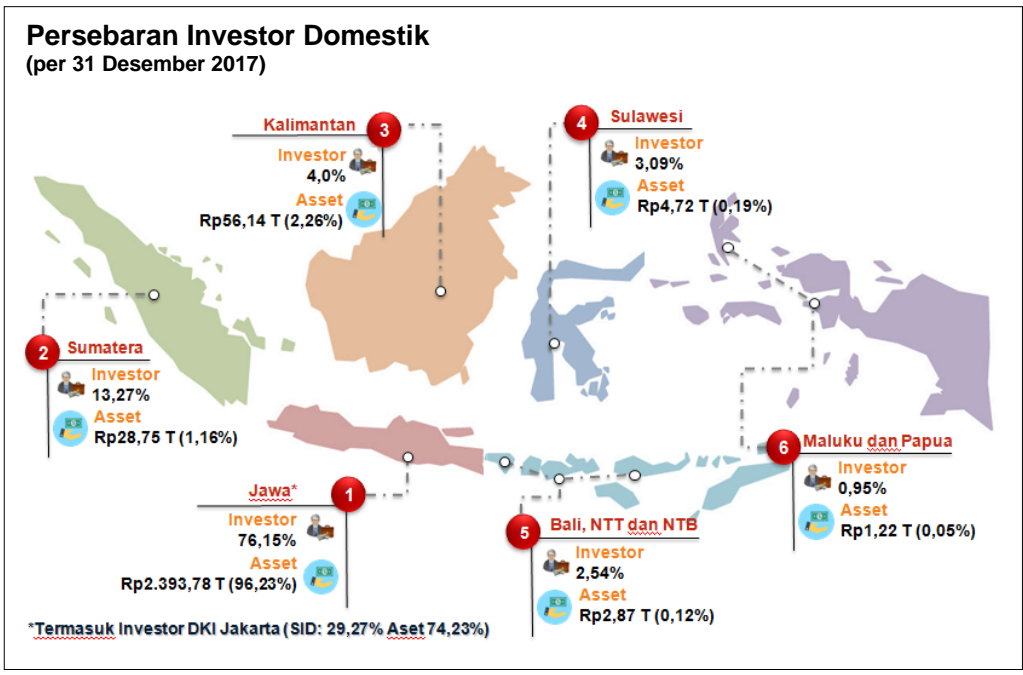 Persebaran Investor Domestik
(per 31 Desember 2017)
1
Jawa*
Investor
76,15%
Asset
Rp2.393,78 T (96,23%)
2
Sumatera
Investor
13,27%
Asset
Rp28,75 T (1,16%)
3
Kalimantan
Investor
4,0%
Asset
Rp56,14 T (2,26%)
4
Sulawesi
Investor
3,09%
Asset
Rp4,72 T (0,19%)
5
Bali, NTT dan NTB
Investor
2,54%
Asset
Rp2,87 T (0,12%)
6
Maluku dan Papua
Investor
0,95%
Asset
Rp1,22 T (0,05%)
*Termasuk Investor DKI Jakarta (SID: 29,27% Aset 74,23%)